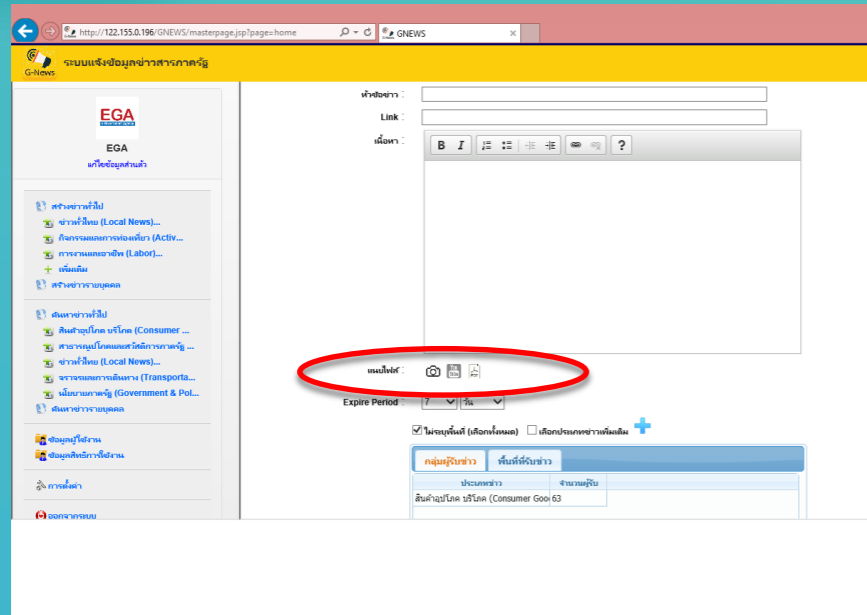 http://122.155.0.196/GNEWS/masterpage.jsp?page=home
GNEWS
G-News
ระบบแจ้งข้อมูลข่าวสารภาครัฐ
EGA
EGA
แก้ไขข้อมูลส่วนตัว
สร้างข่าวทั่วไป
ข่าวทั่วไทย (Local News)...
กิจกรรมและการท่องเที่ยว (Activ...
การงานและอาชีพ (Labor)...
เพิ่มเติม
สร้างข่าวรายบุคคล
ค้นหาข่าวทั่วไป
สินค้าอุปโภค บริโภค (Consumer ...
สาธารณูปโภคและสวัสดิการภาครัฐ ...
ข่าวทั่วไทย (Local News)...
จราจรและการเดินทาง (Transporta...
นโยบายภาครัฐ (Government & Pol...
ค้นหาข่าวรายบุคคล
ข้อมูลผู้ใช้งาน
ข้อมูลสิทธิการใช้งาน
การตั้งค่า
ออกจากระบบ
หัวข้อข่าว :
Link :
เนื้อหา :
B I ?
แนบไฟล์ :
Expire Period : 7 วัน
ไม่ระบุพื้นที่ (เลือกทั้งหมด) เลือกประเภทข่าวเพิ่มเติม
กลุ่มผู้รับข่าว พื้นที่ที่รับข่าว
ประเภทข่าว จำนวนผู้รับ
สินค้าอุปโภค บริโภค (Consumer Goo 63